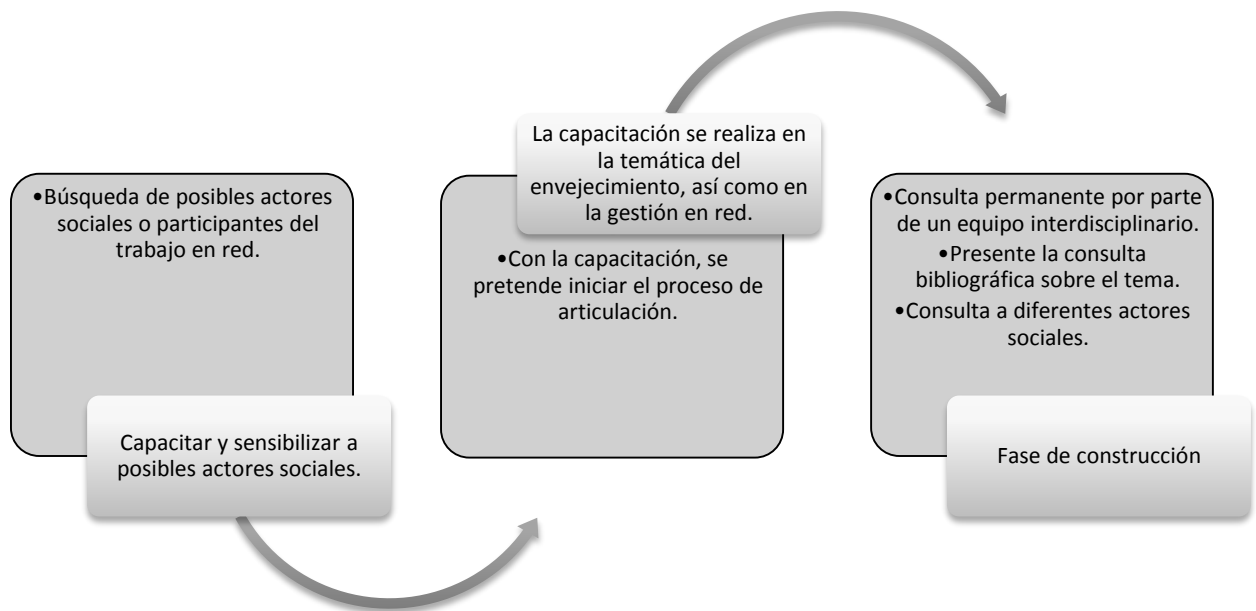 •Búsqueda de posibles actores
sociales o participantes del
trabajo en red.
Capacitar y sensibilizar a
posibles actores sociales.
La capacitación se realiza en
la temática del
envejecimiento, así como en
la gestión en red.
•Con la capacitación, se
pretende iniciar el proceso de
articulación.
•Consulta permanente por parte
de un equipo interdisciplinario.
•Presente la consulta
bibliográfica sobre el tema.
•Consulta a diferentes actores
sociales.
Fase de construcción